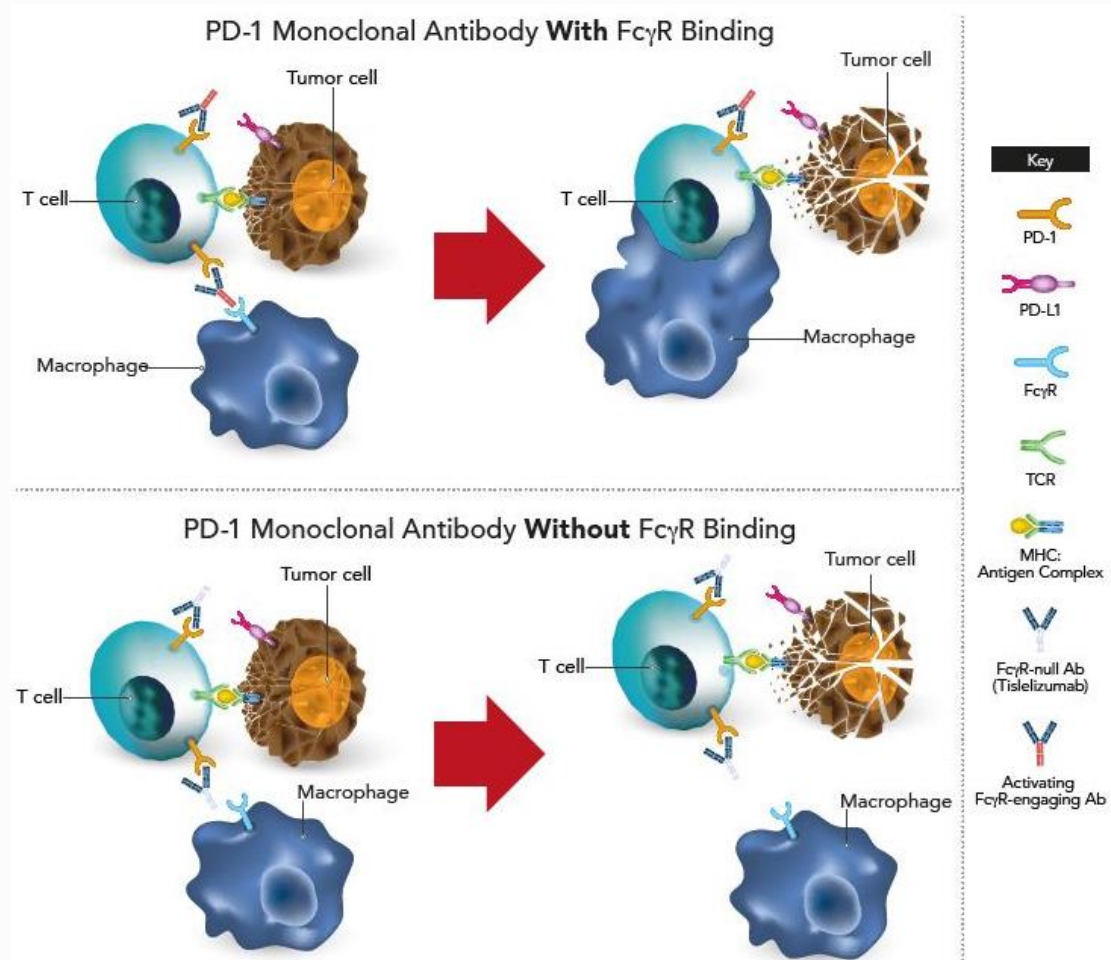 PD-1 Monoclonal Antibody With FcγR Binding
Tumor cell
T cell
Macrophage
Tumor cell
T cell
Macrophage
PD-1 Monoclonal Antibody Without FcγR Binding
Tumor cell
T cell
Macrophage
Tumor cell
T cell
Macrophage
Key
PD-1
PD-L1
FcγR
TCR
MHC:
Antigen Complex
FcγR-null Ab
(Tislelizumab)
Activating
FcγR-engaging Ab